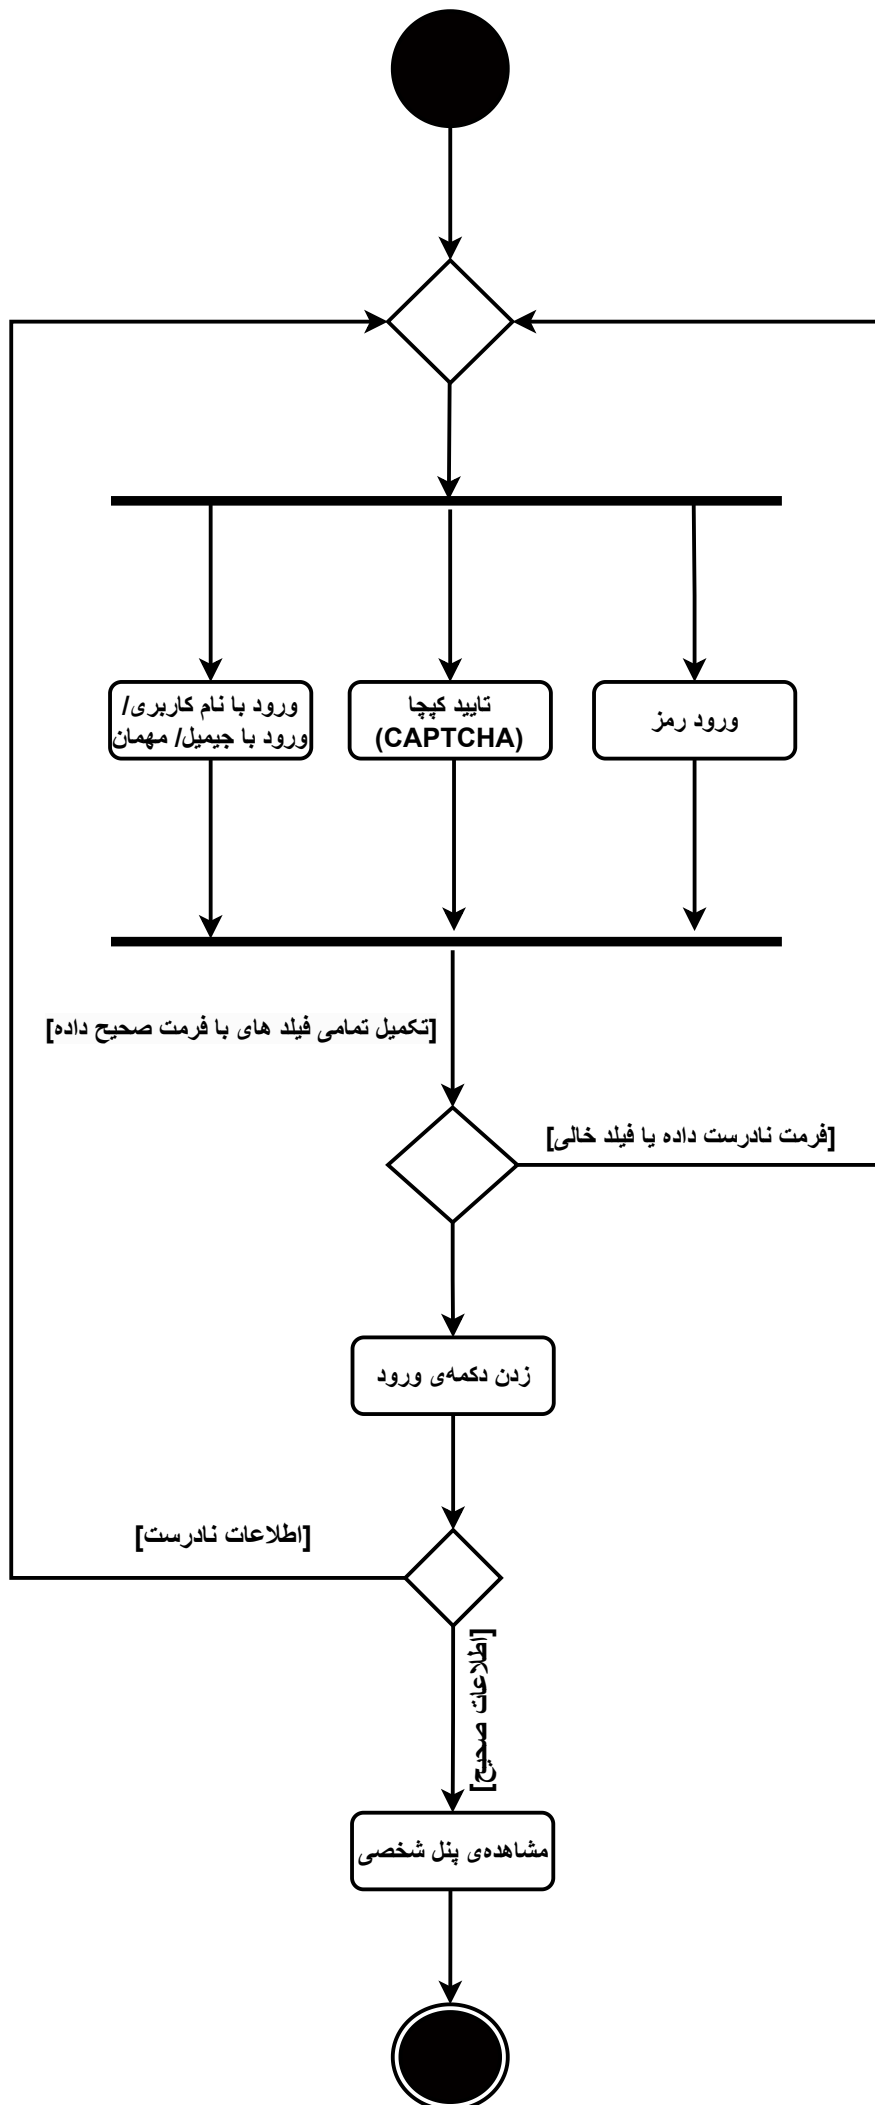 ورود با نام کاربری/
ورود با جیمیل/ مهمان
تایید کپچا
(CAPTCHA)
ورود رمز
[تکمیل تمامی فیلد های با فرمت صحیح داده]
[فرمت نادرست داده یا فیلد خالی]
زدن دکمه‌ی ورود
[اطلاعات نادرست]
[اطلاعات صحیح]
مشاهده‌ی پنل شخصی